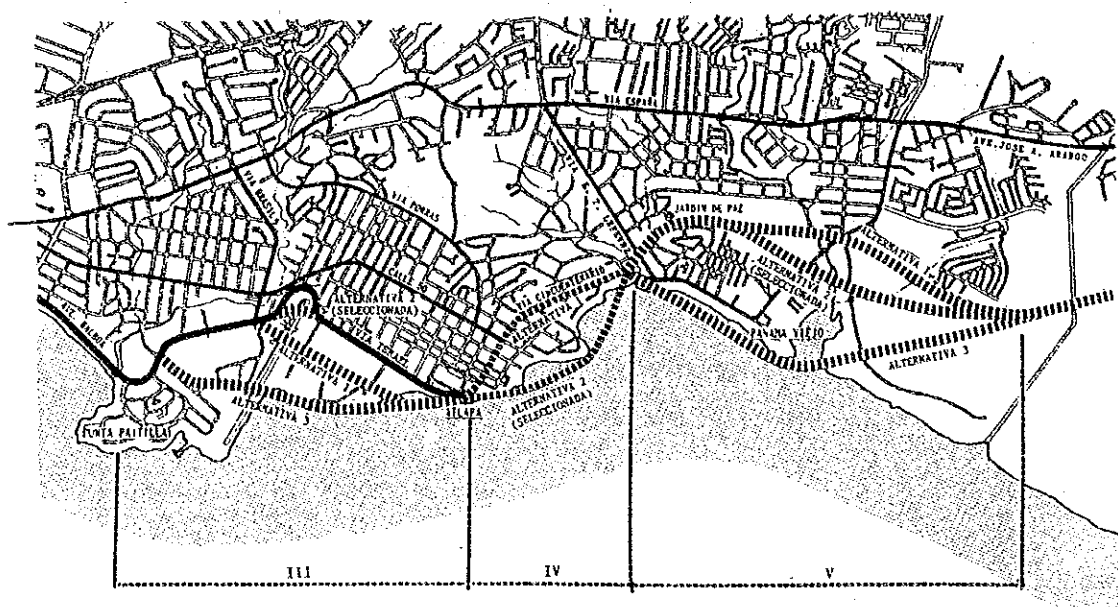 VIA ESPAÑA
AVE. JOSE A. ARANGO
VIA BRASIL
VIA PORRAS
JARDIN DE PAZ
ALTERNATIVA 1
ALTERNATIVA 2
(SELECCIONADA)
VIA CINCUENTENARIO
CALLE
ALTERNATIVA 2
(SELECCIONADA)
ALTERNATIVA
PANAMA VIEJO
AVE. BALBOA
VIA ISRAEL
ALTERNATIVA 1
ALTERNATIVA 3
ALTERNATIVA 3
ATLAPA
ALTERNATIVA 2
(SELECCIONADA)
PUNTA PAITILLA
III
IV
V